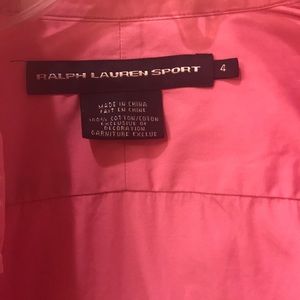 RALPH LAUREN SPORT 4
MADE IN CHINA
FAIT EN CHINE
100% COTTON/COTON
EXCLUSIVE OF
DECORATION
GARNITURE EXCLUE